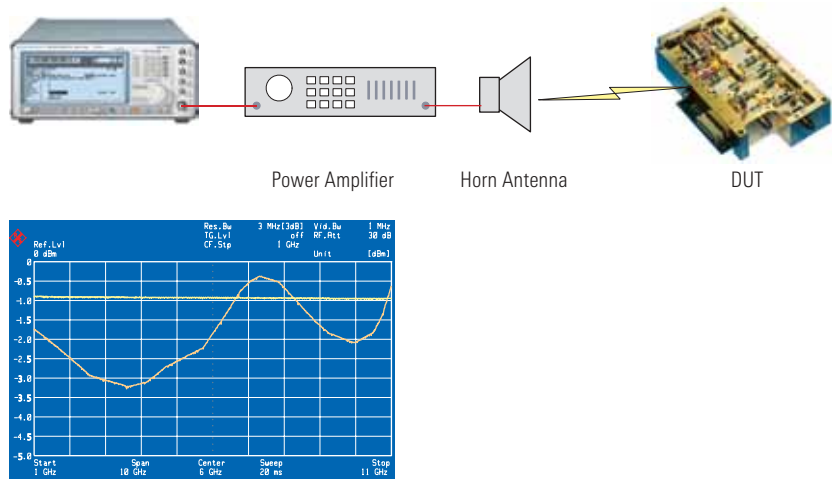 Power Amplifier
Horn Antenna
DUT
Res.Bw 3 MHz[3dB] Vid.Bw 1 MHz
Ref.Lvl TG.Lvl off RF.Att 30 dB
0 dBm CF.Stp 1 GHz Unit [dBm]
0
-0.5
-1.0
-1.5
-2.0
-2.5
-3.0
-3.5
-4.0
-4.5
-5.0
Start Span Center Sweep Stop
1 GHz 10 GHz 6 GHz 20 ms 11 GHz